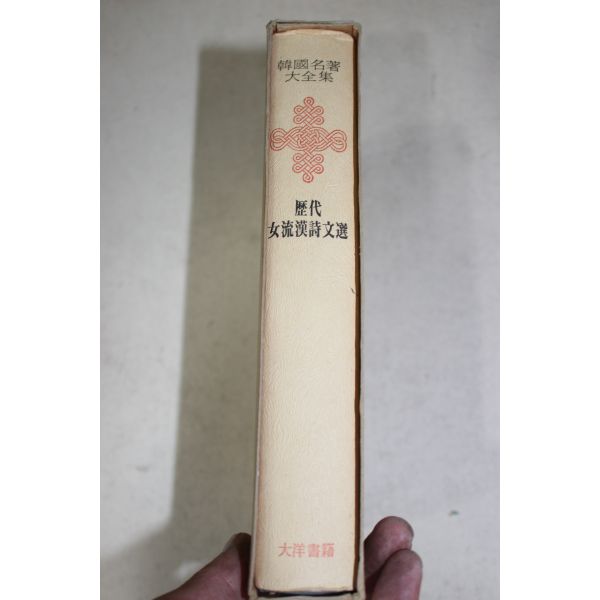 韓國名著
大全集
歷代
女流漢詩文選
大洋書籍